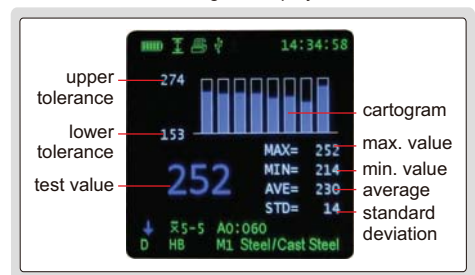 14:34:58
upper tolerance
274
cartogram
lower tolerance
153
MAX= 252
max. value
MIN= 214
min. value
test value
252
AVE= 230
average
STD= 14
standard deviation
x̅5-5 A0:060
D HB M1 Steel/Cast Steel